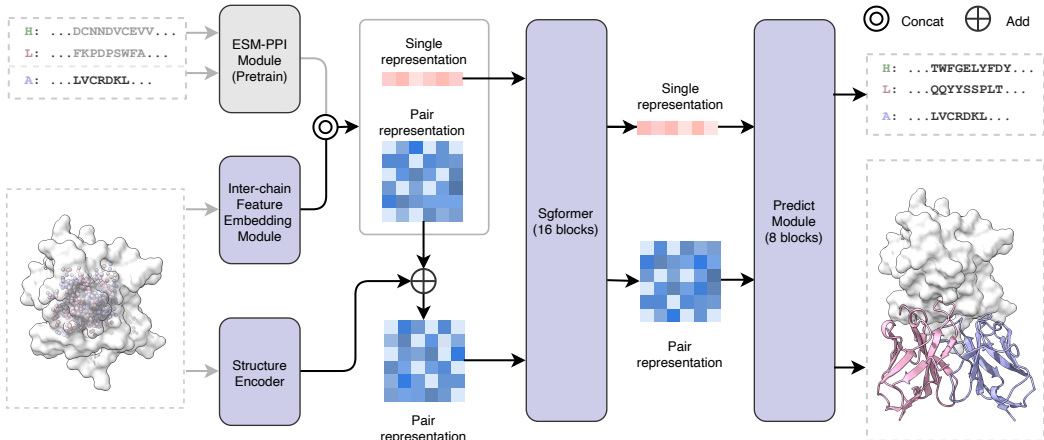 H: ...DCNNDVCEVV...
L: ...FKPDPSWFA...
A: ...LVCRDKL...
ESM-PPI
Module
(Pretrain)
Inter-chain
Feature
Embedding
Module
Structure
Encoder
Single
representation
Pair
representation
Pair
representation
Sgformer
(16 blocks)
Single
representation
Pair
representation
Predict
Module
(8 blocks)
Concat
Add
H: ...TWFGELYFDY...
L: ...QQYYSSPLT...
A: ...LVCRDKL...